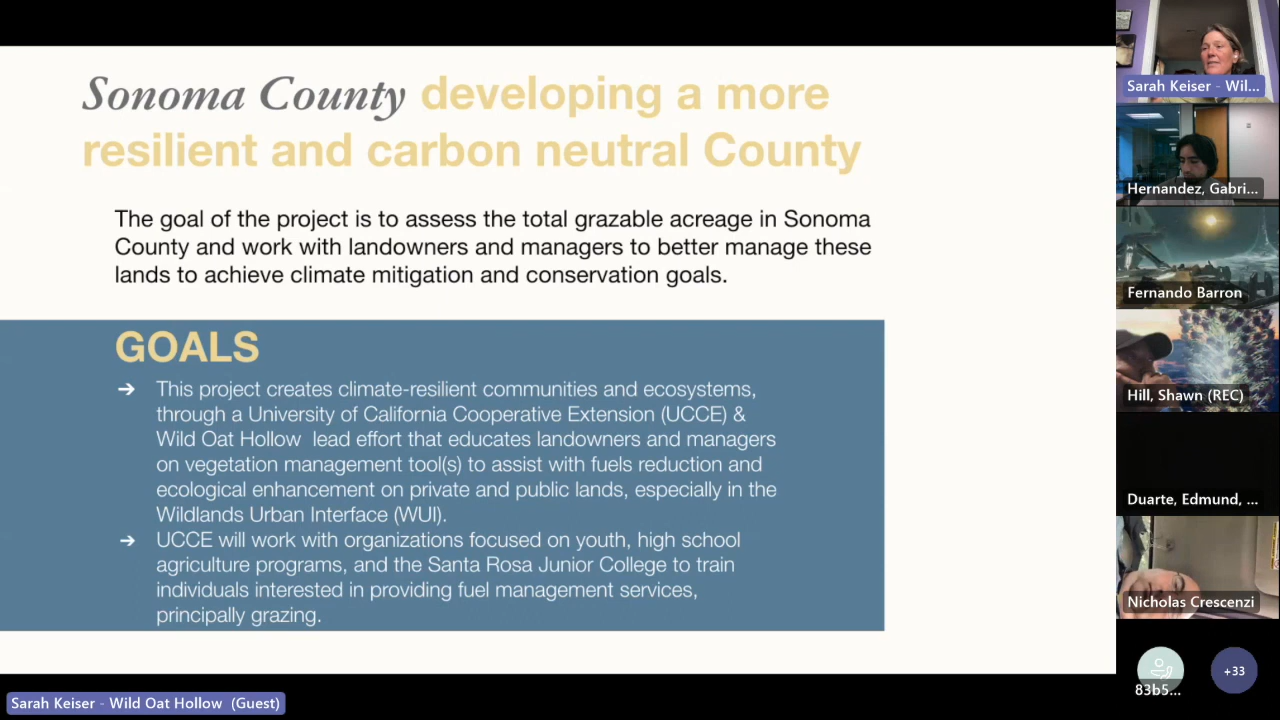 Sonoma County developing a more
resilient and carbon neutral County
The goal of the project is to assess the total grazable acreage in Sonoma
County and work with landowners and managers to better manage these
lands to achieve climate mitigation and conservation goals.
GOALS
➔ This project creates climate-resilient communities and ecosystems,
through a University of California Cooperative Extension (UCCE) &
Wild Oat Hollow lead effort that educates landowners and managers
on vegetation management tool(s) to assist with fuels reduction and
ecological enhancement on private and public lands, especially in the
Wildlands Urban Interface (WUI).
➔ UCCE will work with organizations focused on youth, high school
agriculture programs, and the Santa Rosa Junior College to train
individuals interested in providing fuel management services,
principally grazing.
Sarah Keiser - Wild Oat Hollow (Guest)
Sarah Keiser - Wil...
Hernandez, Gabri...
Fernando Barron
Hill, Shawn (REC)
Duarte, Edmund, ...
Nicholas Crescenzi
83b5...
+33